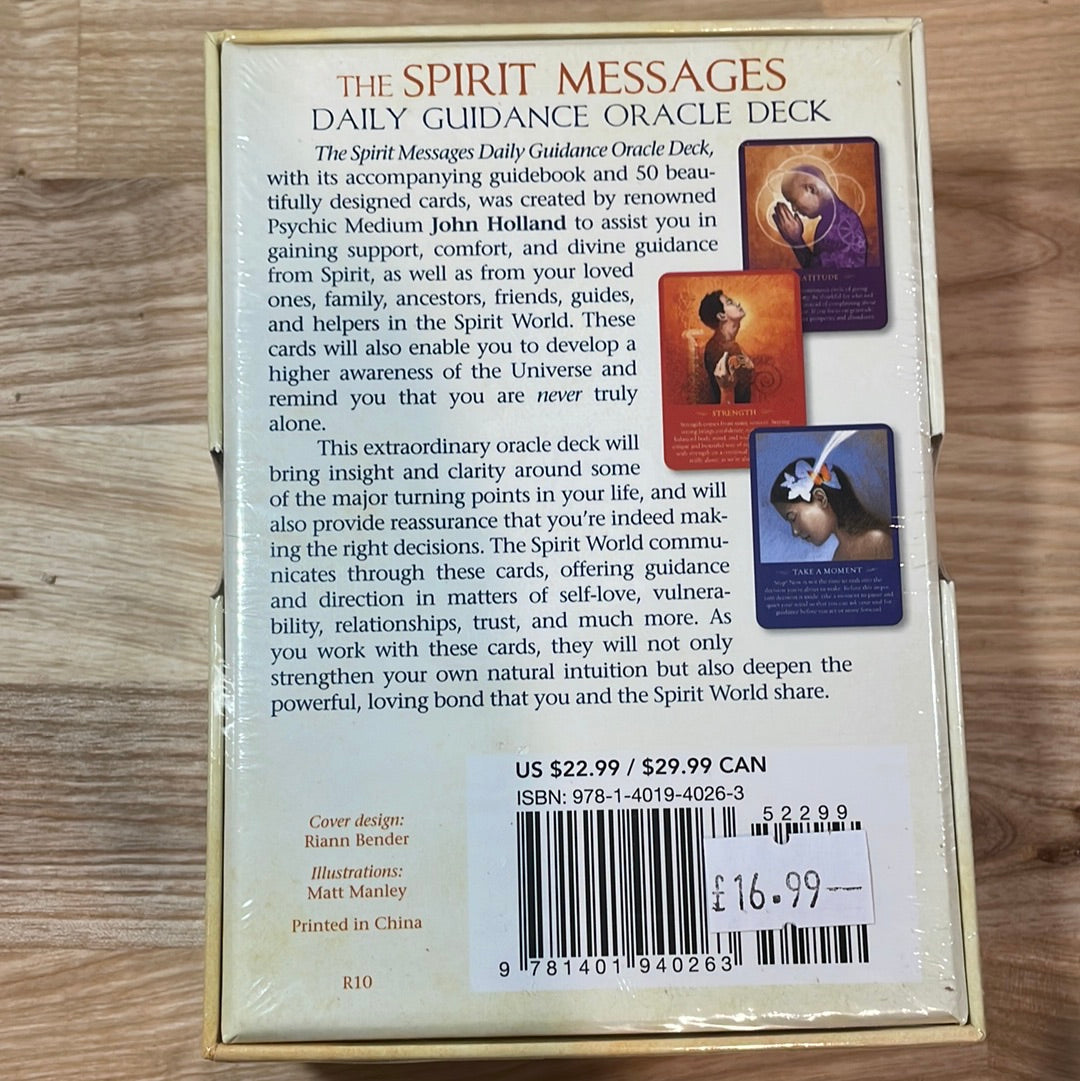 THE SPIRIT MESSAGES
DAILY GUIDANCE ORACLE DECK
The Spirit Messages Daily Guidance Oracle Deck,
with its accompanying guidebook and 50 beau-
tifully designed cards, was created by renowned
Psychic Medium John Holland to assist you in
gaining support, comfort, and divine guidance
from Spirit, as well as from your loved
ones, family, ancestors, friends, guides,
and helpers in the Spirit World. These
cards will also enable you to develop a
higher awareness of the Universe and
remind you that you are never truly
alone.
This extraordinary oracle deck will
bring insight and clarity around some
of the major turning points in your life, and will
also provide reassurance that you're indeed mak-
ing the right decisions. The Spirit World commu-
nicates through these cards, offering guidance
and direction in matters of self-love, vulnera-
bility, relationships, trust, and much more. As
you work with these cards, they will not only
strengthen your own natural intuition but also deepen the
powerful, loving bond that you and the Spirit World share.
ATITUDE
STRENGTH
TAKE A MOMENT
Cover design:
Riann Bender
Illustrations:
Matt Manley
Printed in China
R10
US $22.99 / $29.99 CAN
ISBN: 978-1-4019-4026-3
52299
£16.99
9 781401 940263